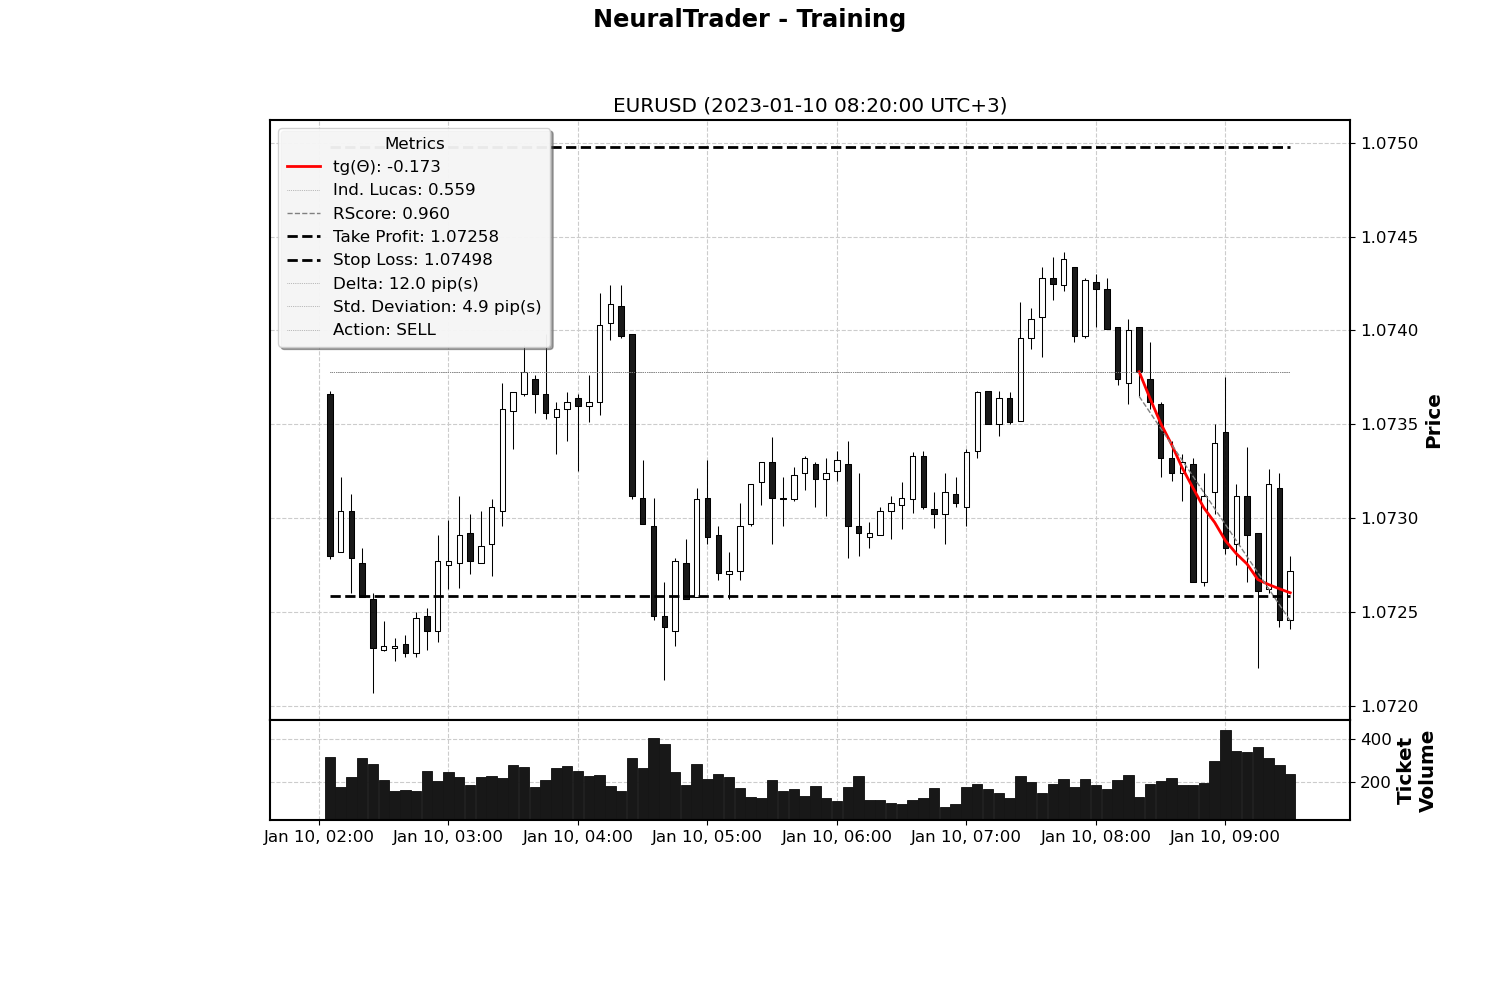 NeuralTrader - Training
EURUSD (2023-01-10 08:20:00 UTC+3)
Metrics
tg(Θ): -0.173
Ind. Lucas: 0.559
RScore: 0.960
Take Profit: 1.07258
Stop Loss: 1.07498
Delta: 12.0 pip(s)
Std. Deviation: 4.9 pip(s)
Action: SELL
1.0750
1.0745
1.0740
1.0735
1.0730
1.0725
1.0720
Price
400
200
Ticket
Volume
Jan 10, 02:00
Jan 10, 03:00
Jan 10, 04:00
Jan 10, 05:00
Jan 10, 06:00
Jan 10, 07:00
Jan 10, 08:00
Jan 10, 09:00